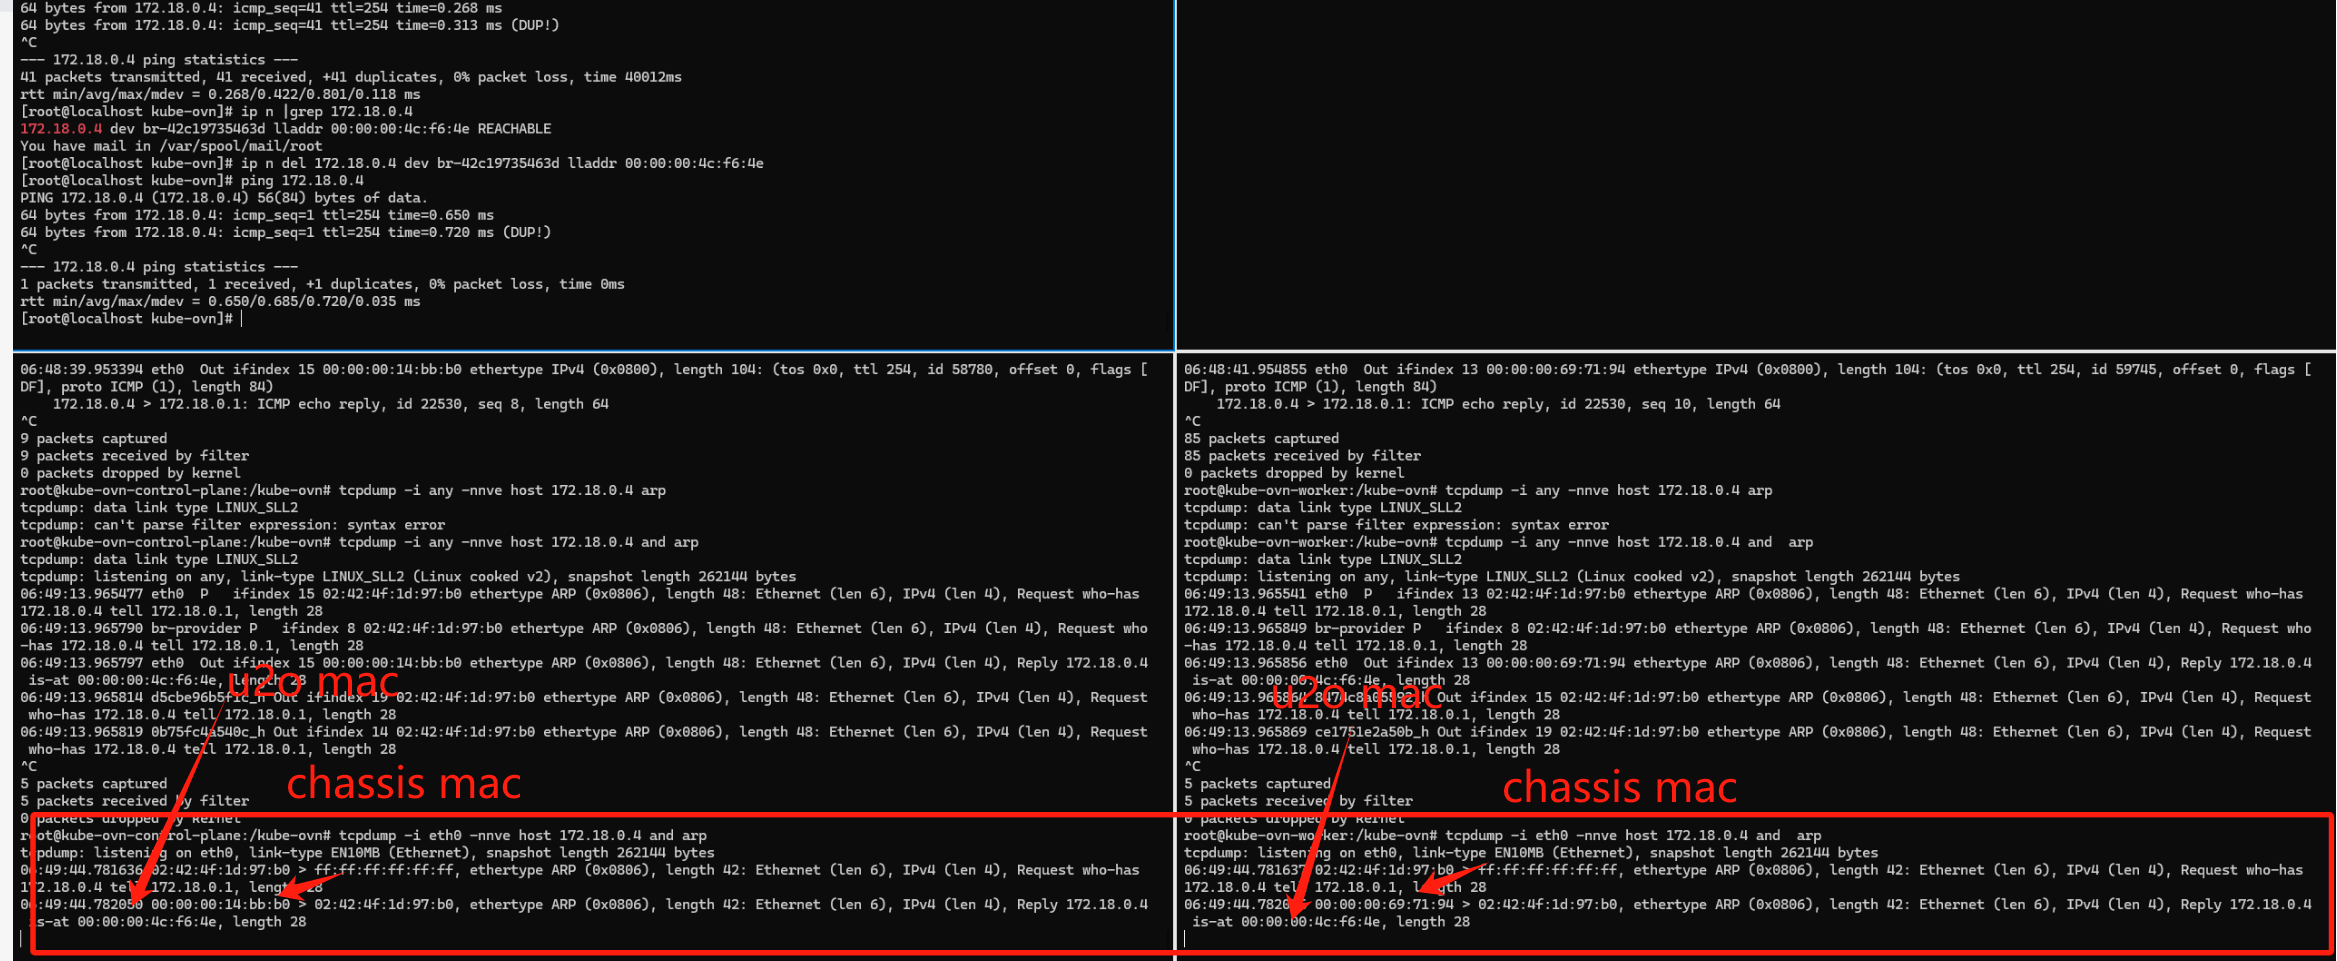 64 bytes from 172.18.0.4: icmp_seq=41 ttl=254 time=0.268 ms
64 bytes from 172.18.0.4: icmp_seq=41 ttl=254 time=0.313 ms (DUP!)
^C
--- 172.18.0.4 ping statistics ---
41 packets transmitted, 41 received, +41 duplicates, 0% packet loss, time 40012ms
rtt min/avg/max/mdev = 0.268/0.422/0.801/0.118 ms
[root@localhost kube-ovn]# ip n |grep 172.18.0.4
172.18.0.4 dev br-42c19735463d lladdr 00:00:00:4c:f6:4e REACHABLE
You have mail in /var/spool/mail/root
[root@localhost kube-ovn]# ip n del 172.18.0.4 dev br-42c19735463d lladdr 00:00:00:4c:f6:4e
[root@localhost kube-ovn]# ping 172.18.0.4
PING 172.18.0.4 (172.18.0.4) 56(84) bytes of data.
64 bytes from 172.18.0.4: icmp_seq=1 ttl=254 time=0.650 ms
64 bytes from 172.18.0.4: icmp_seq=1 ttl=254 time=0.720 ms (DUP!)
^C
--- 172.18.0.4 ping statistics ---
1 packets transmitted, 1 received, +1 duplicates, 0% packet loss, time 0ms
rtt min/avg/max/mdev = 0.650/0.685/0.720/0.035 ms
[root@localhost kube-ovn]#
06:48:39.953394 eth0  Out ifindex 15 00:00:00:14:bb:b0 ethertype IPv4 (0x0800), length 104: (tos 0x0, ttl 254, id 58780, offset 0, flags [
DF], proto ICMP (1), length 84)
172.18.0.4 > 172.18.0.1: ICMP echo reply, id 22530, seq 8, length 64
^C
9 packets captured
9 packets received by filter
0 packets dropped by kernel
root@kube-ovn-control-plane:/kube-ovn# tcpdump -i any -nnve host 172.18.0.4 arp
tcpdump: data link type LINUX_SLL2
tcpdump: can't parse filter expression: syntax error
root@kube-ovn-control-plane:/kube-ovn# tcpdump -i any -nnve host 172.18.0.4 and arp
tcpdump: data link type LINUX_SLL2
tcpdump: listening on any, link-type LINUX_SLL2 (Linux cooked v2), snapshot length 262144 bytes
06:49:13.965477 eth0  P   ifindex 15 02:42:4f:1d:97:b0 ethertype ARP (0x0806), length 48: Ethernet (len 6), IPv4 (len 4), Request who-has
172.18.0.4 tell 172.18.0.1, length 28
06:49:13.965790 br-provider P   ifindex 8 02:42:4f:1d:97:b0 ethertype ARP (0x0806), length 48: Ethernet (len 6), IPv4 (len 4), Request who
-has 172.18.0.4 tell 172.18.0.1, length 28
06:49:13.965797 eth0  Out ifindex 15 00:00:00:14:bb:b0 ethertype ARP (0x0806), length 48: Ethernet (len 6), IPv4 (len 4), Reply 172.18.0.4
is-at 00:00:00:4c:f6:4e, length 28
u2o mac
06:49:13.965814 Out ifindex 19 02:42:4f:1d:97:b0 ethertype ARP (0x0806), length 48: Ethernet (len 6), IPv4 (len 4), Request
who-has 172.18.0.4 tell 172.18.0.1, length 28
06:49:13.965819 0b75fc4a540c_h Out ifindex 14 02:42:4f:1d:97:b0 ethertype ARP (0x0806), length 48: Ethernet (len 6), IPv4 (len 4), Request
who-has 172.18.0.4 tell 172.18.0.1, length 28
^C
5 packets captured
chassis mac
5 packets received by filter
0 packets dropped by kernel
root@kube-ovn-control-plane:/kube-ovn# tcpdump -i eth0 -nnve host 172.18.0.4 and arp
tcpdump: listening on eth0, link-type EN10MB (Ethernet), snapshot length 262144 bytes
06:49:44.781636 02:42:4f:1d:97:b0 > ff:ff:ff:ff:ff:ff, ethertype ARP (0x0806), length 42: Ethernet (len 6), IPv4 (len 4), Request who-has
172.18.0.4 tell 172.18.0.1, length 28
06:49:44.782050 00:00:00:14:bb:b0 > 02:42:4f:1d:97:b0, ethertype ARP (0x0806), length 42: Ethernet (len 6), IPv4 (len 4), Reply 172.18.0.4
is-at 00:00:00:4c:f6:4e, length 28
06:48:41.954855 eth0  Out ifindex 13 00:00:00:69:71:94 ethertype IPv4 (0x0800), length 104: (tos 0x0, ttl 254, id 59745, offset 0, flags [
DF], proto ICMP (1), length 84)
172.18.0.4 > 172.18.0.1: ICMP echo reply, id 22530, seq 10, length 64
^C
85 packets captured
85 packets received by filter
0 packets dropped by kernel
root@kube-ovn-worker:/kube-ovn# tcpdump -i any -nnve host 172.18.0.4 arp
tcpdump: data link type LINUX_SLL2
tcpdump: can't parse filter expression: syntax error
root@kube-ovn-worker:/kube-ovn# tcpdump -i any -nnve host 172.18.0.4 and  arp
tcpdump: data link type LINUX_SLL2
tcpdump: listening on any, link-type LINUX_SLL2 (Linux cooked v2), snapshot length 262144 bytes
06:49:13.965541 eth0  P   ifindex 13 02:42:4f:1d:97:b0 ethertype ARP (0x0806), length 48: Ethernet (len 6), IPv4 (len 4), Request who-has
172.18.0.4 tell 172.18.0.1, length 28
06:49:13.965849 br-provider P   ifindex 8 02:42:4f:1d:97:b0 ethertype ARP (0x0806), length 48: Ethernet (len 6), IPv4 (len 4), Request who
-has 172.18.0.4 tell 172.18.0.1, length 28
06:49:13.965856 eth0  Out ifindex 13 00:00:00:69:71:94 ethertype ARP (0x0806), length 48: Ethernet (len 6), IPv4 (len 4), Reply 172.18.0.4
is-at 00:00:00:4c:f6:4e, length 28
u2o mac
06:49:13.965864 Out ifindex 15 02:42:4f:1d:97:b0 ethertype ARP (0x0806), length 48: Ethernet (len 6), IPv4 (len 4), Request
who-has 172.18.0.4 tell 172.18.0.1, length 28
06:49:13.965869 ce1751e2a50b_h Out ifindex 19 02:42:4f:1d:97:b0 ethertype ARP (0x0806), length 48: Ethernet (len 6), IPv4 (len 4), Request
who-has 172.18.0.4 tell 172.18.0.1, length 28
^C
5 packets captured
chassis mac
5 packets received by filter
0 packets dropped by kernel
root@kube-ovn-worker:/kube-ovn# tcpdump -i eth0 -nnve host 172.18.0.4 and  arp
tcpdump: listening on eth0, link-type EN10MB (Ethernet), snapshot length 262144 bytes
06:49:44.781637 02:42:4f:1d:97:b0 > ff:ff:ff:ff:ff:ff, ethertype ARP (0x0806), length 42: Ethernet (len 6), IPv4 (len 4), Request who-has
172.18.0.4 tell 172.18.0.1, length 28
00:00:00:69:71:94 > 02:42:4f:1d:97:b0, ethertype ARP (0x0806), length 42: Ethernet (len 6), IPv4 (len 4), Reply 172.18.0.4
is-at 00:00:00:4c:f6:4e, length 28